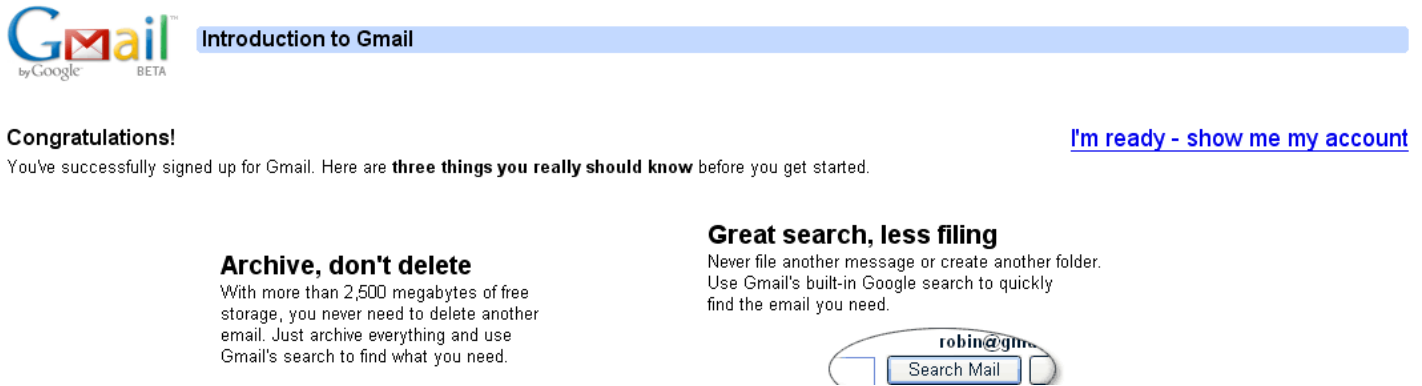 Gmail™
by Google™ BETA
Introduction to Gmail
Congratulations!
I'm ready - show me my account
You've successfully signed up for Gmail. Here are three things you really should know before you get started.
Archive, don't delete
With more than 2,500 megabytes of free
storage, you never need to delete another
email. Just archive everything and use
Gmail's search to find what you need.
Great search, less filing
Never file another message or create another folder.
Use Gmail's built-in Google search to quickly
find the email you need.
robin@gma
Search Mail